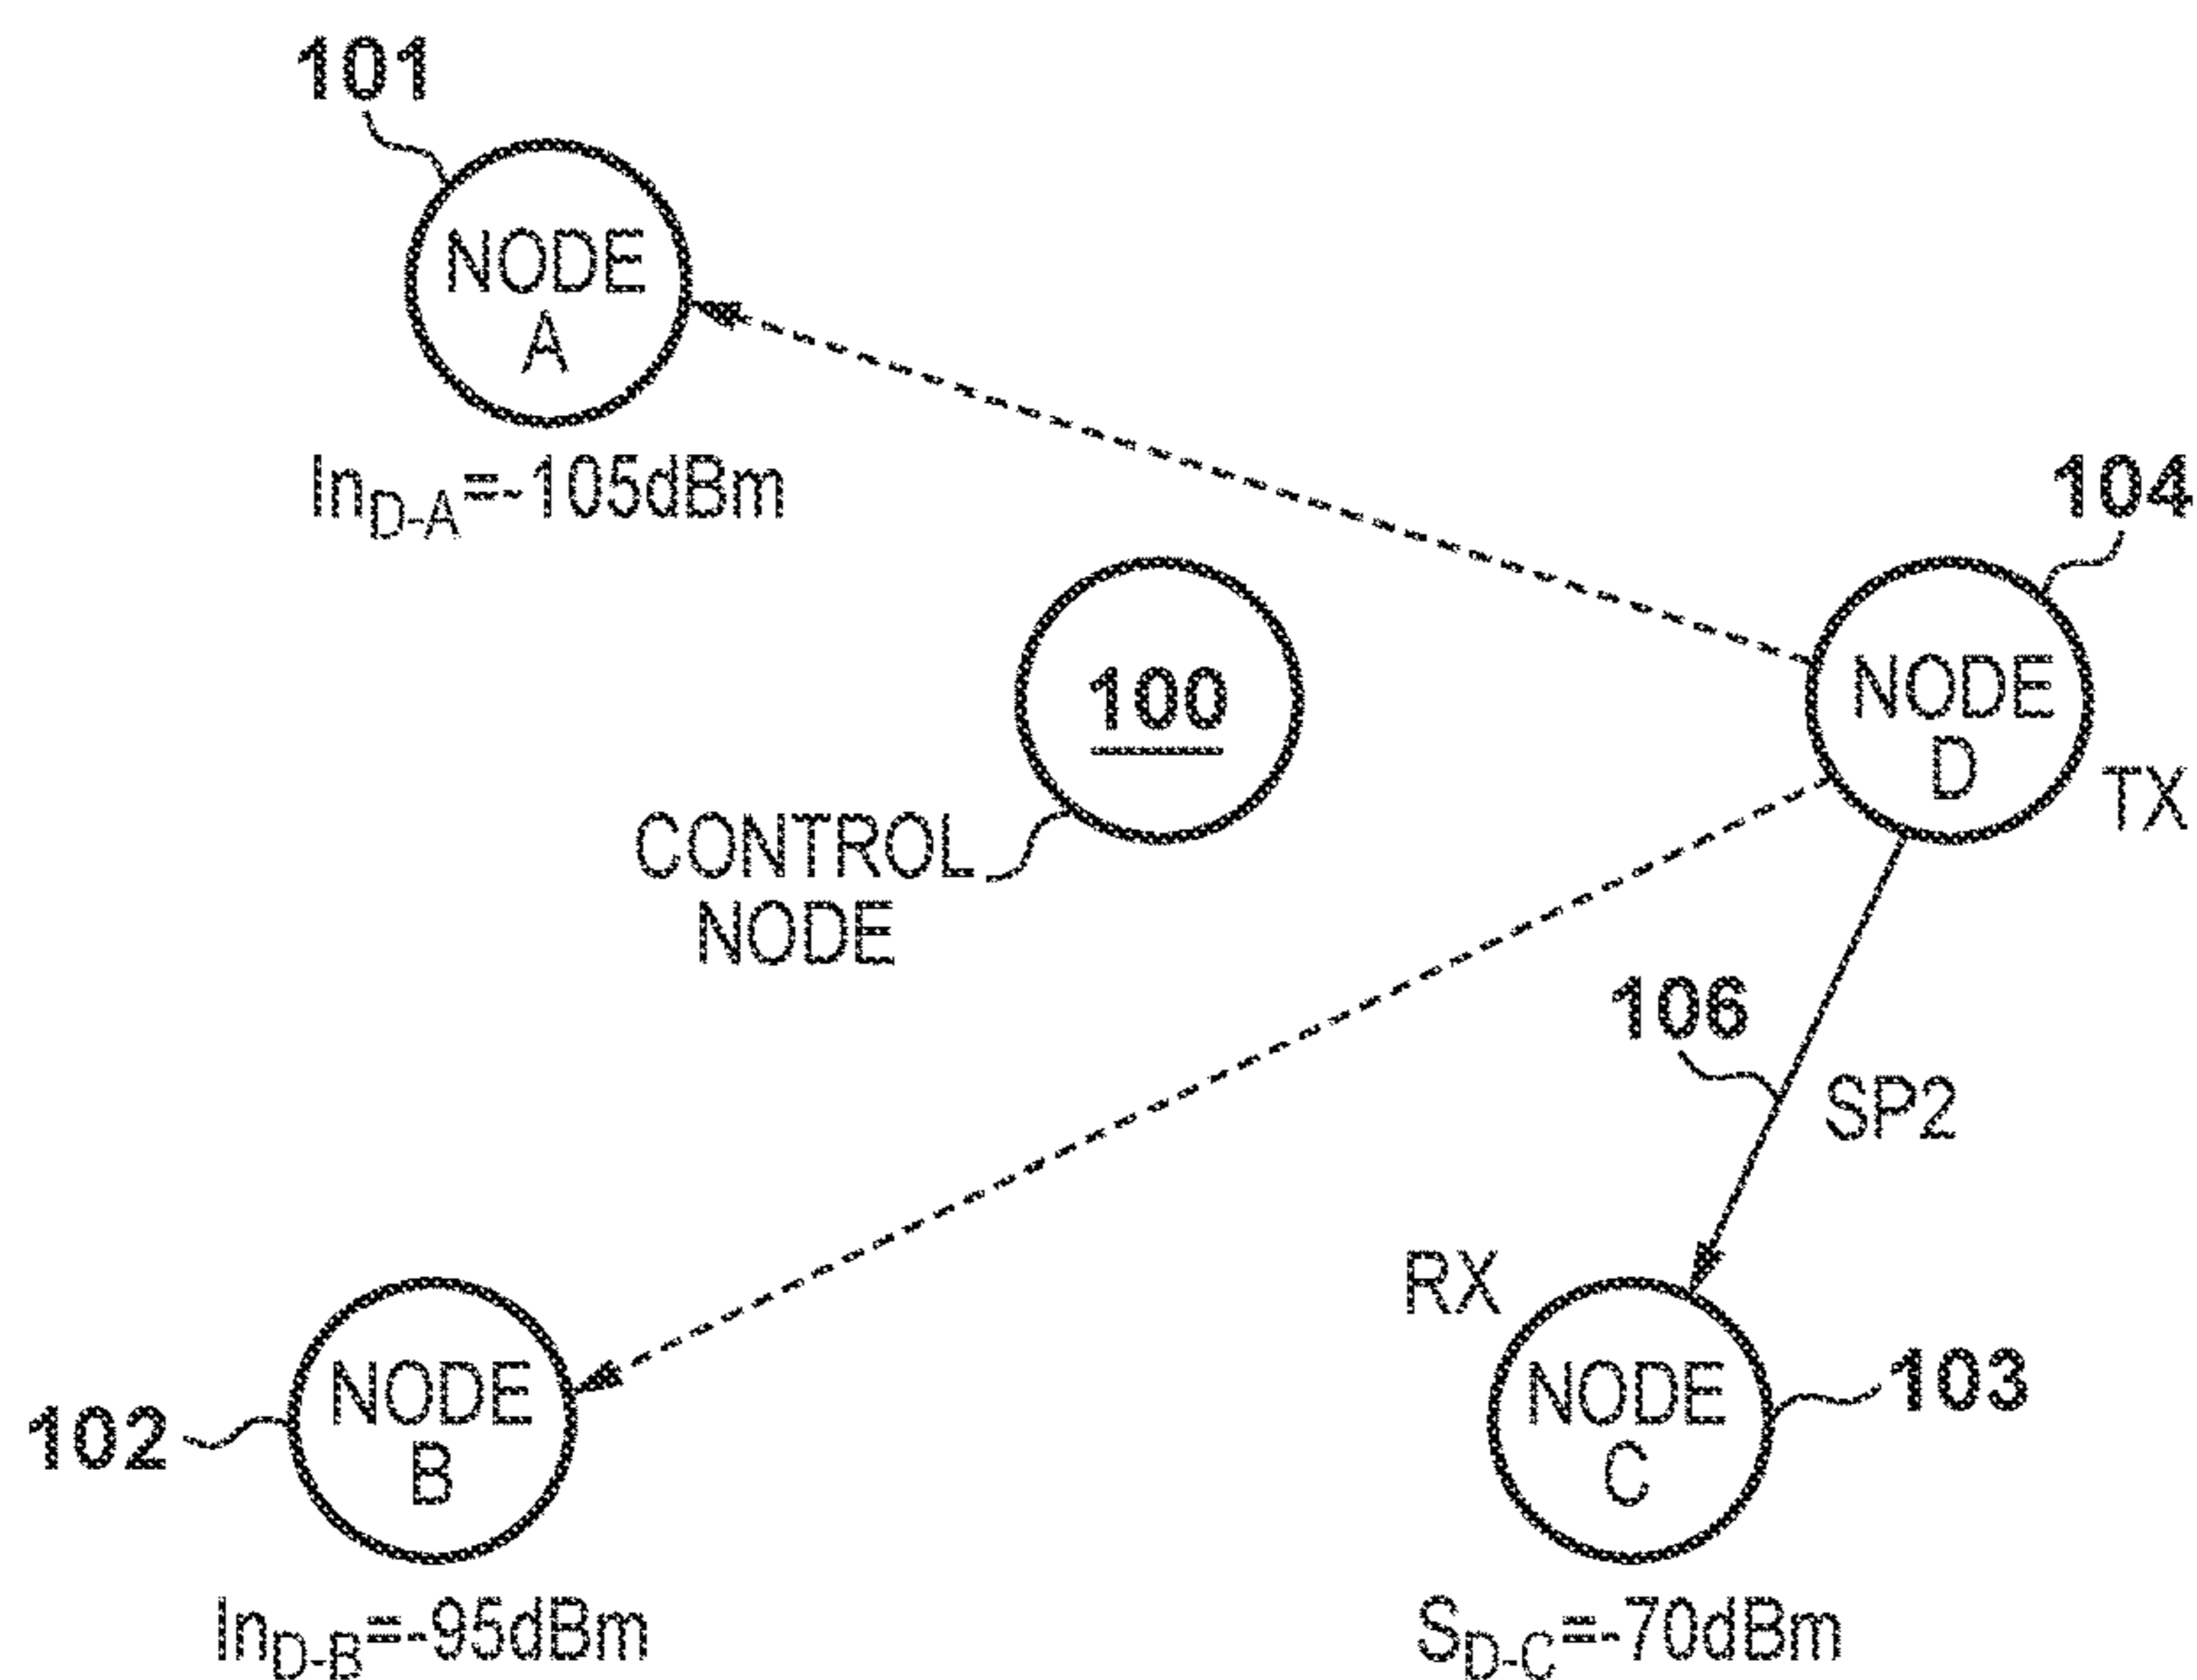 101
NODE
A
In_D-A=-105dBm
104
100
NODE
D
TX
CONTROL
NODE
106
SP2
RX
NODE
B
102
NODE
C
103
In_D-B=-95dBm
S_D-C=-70dBm